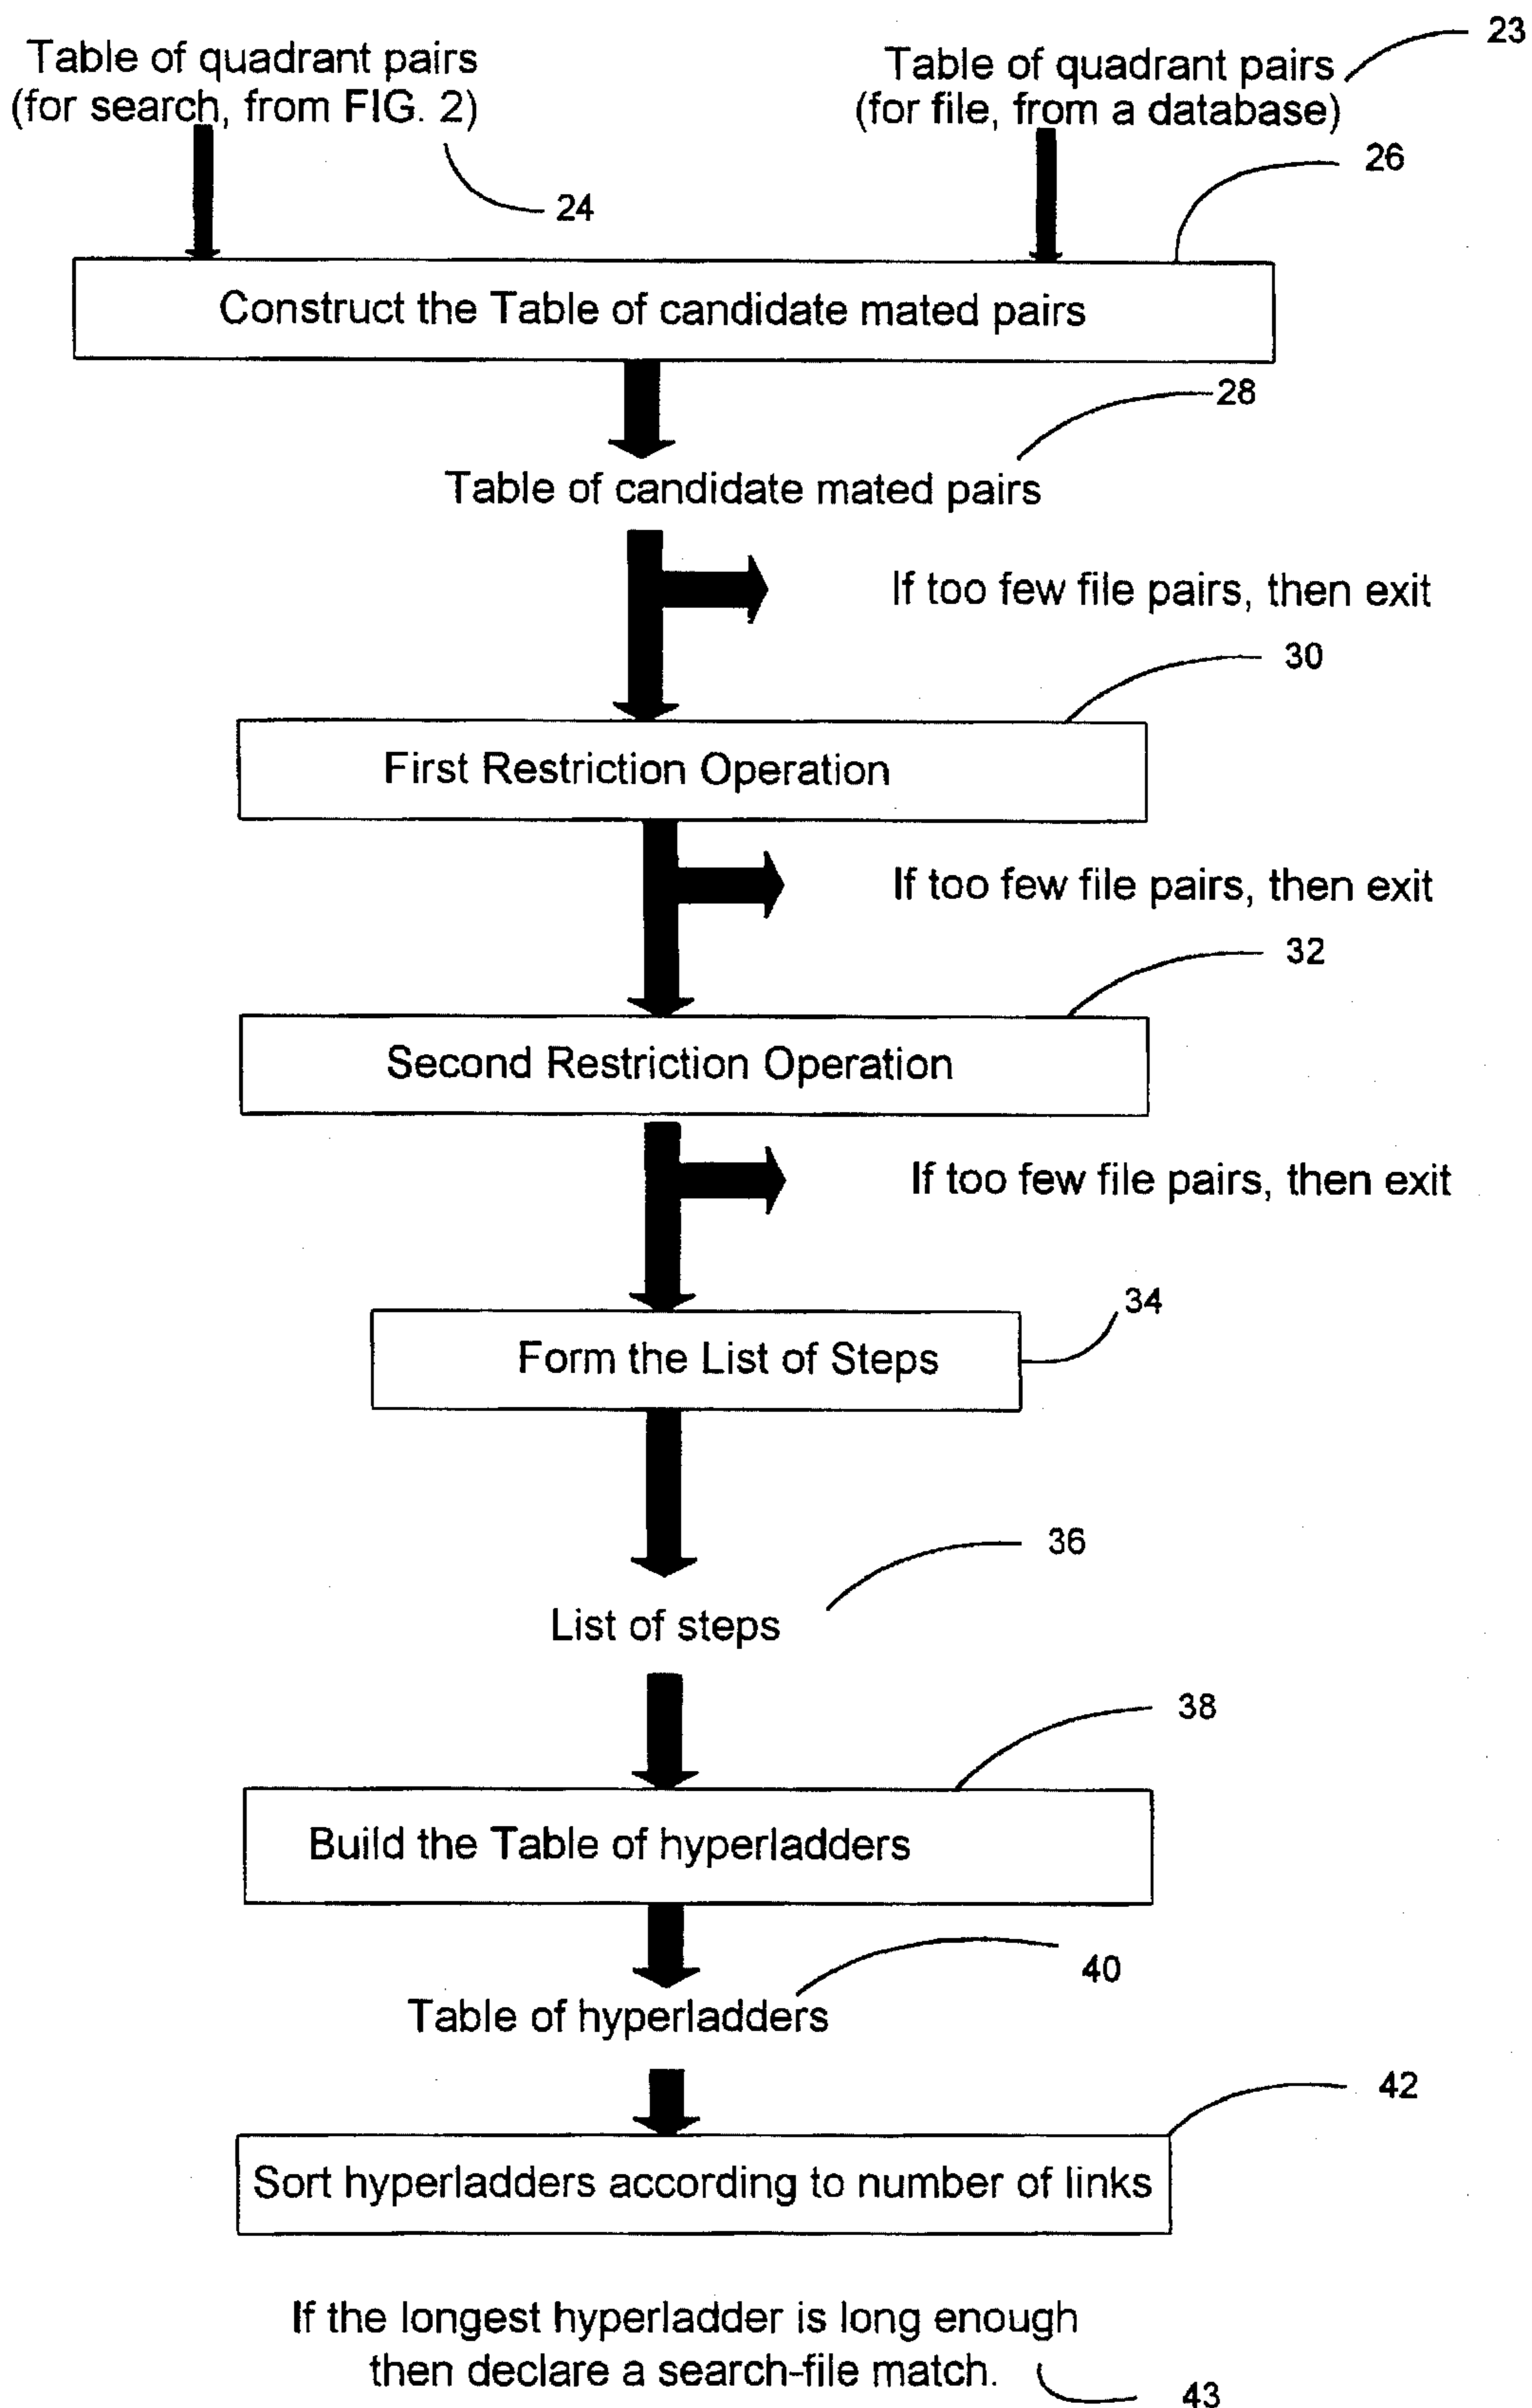 Table of quadrant pairs
(for search, from FIG. 2)
24
Table of quadrant pairs
(for file, from a database)
23
26
Construct the Table of candidate mated pairs
28
Table of candidate mated pairs
If too few file pairs, then exit
30
First Restriction Operation
If too few file pairs, then exit
32
Second Restriction Operation
If too few file pairs, then exit
34
Form the List of Steps
36
List of steps
38
Build the Table of hyperladders
40
Table of hyperladders
42
Sort hyperladders according to number of links
If the longest hyperladder is long enough
then declare a search-file match.
43